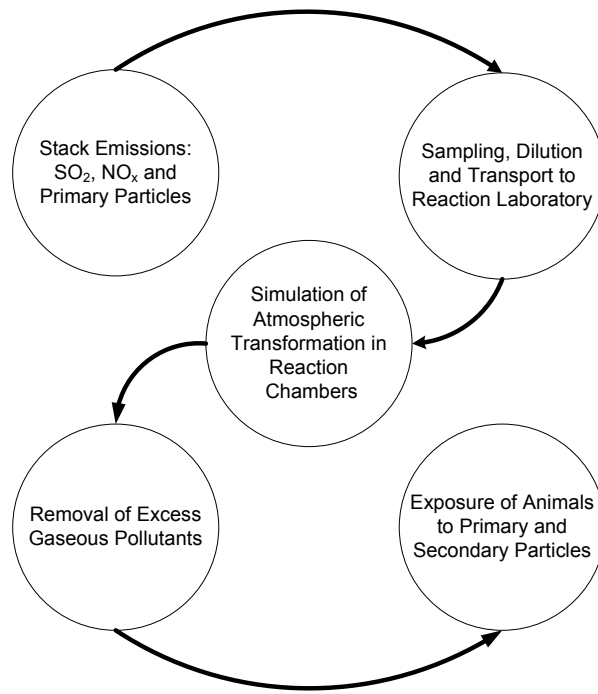 Stack Emissions:
SO₂, NOₓ and
Primary Particles
Sampling, Dilution
and Transport to
Reaction Laboratory
Simulation of
Atmospheric
Transformation in
Reaction
Chambers
Removal of Excess
Gaseous Pollutants
Exposure of Animals
to Primary and
Secondary Particles